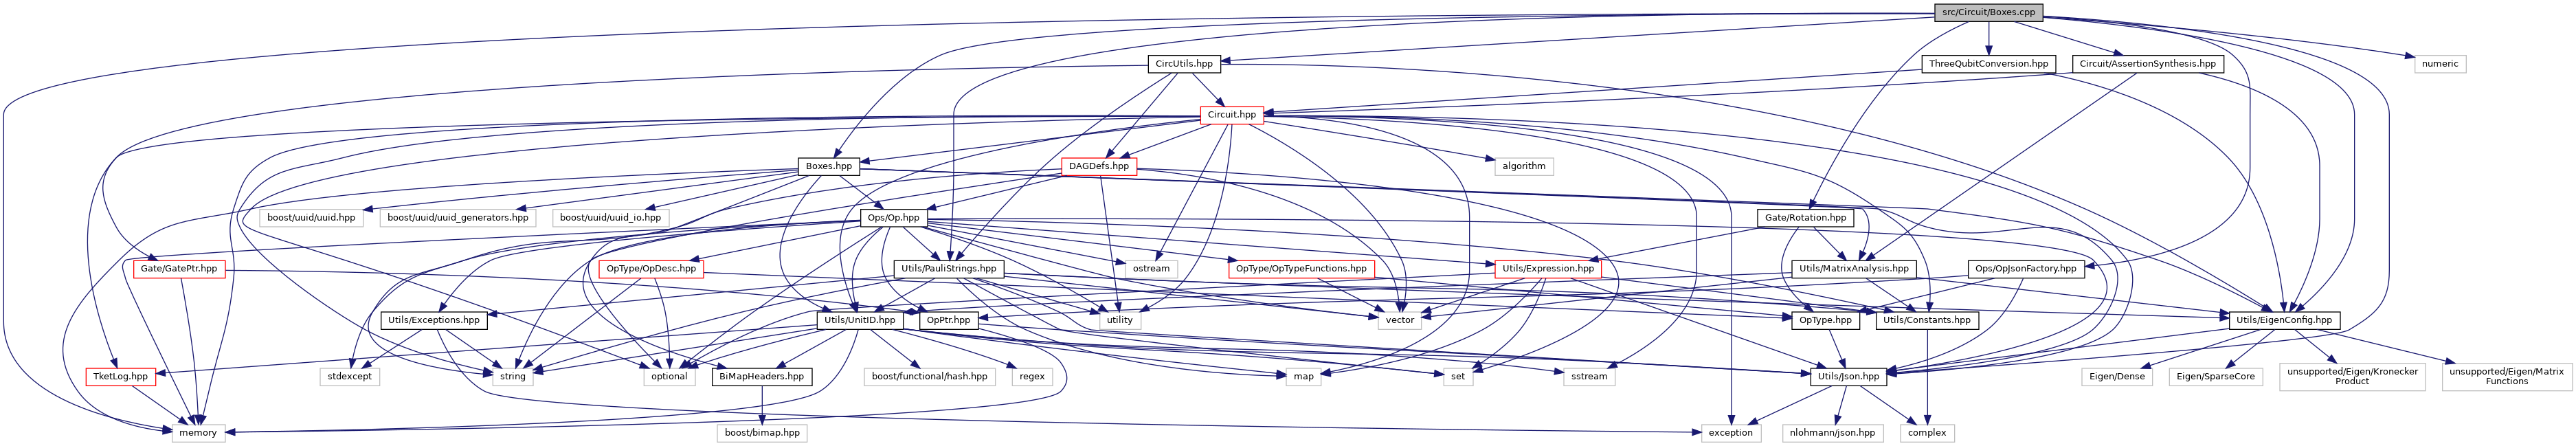 src/Circuit/Boxes.cpp
CircUtils.hpp
ThreeQubitConversion.hpp
Circuit/AssertionSynthesis.hpp
numeric
Circuit.hpp
Boxes.hpp
DAGDefs.hpp
algorithm
boost/uuid/uuid.hpp
boost/uuid/uuid_generators.hpp
boost/uuid/uuid_io.hpp
Ops/Op.hpp
Gate/Rotation.hpp
Gate/GatePtr.hpp
OpType/OpDesc.hpp
Utils/PauliStrings.hpp
ostream
OpType/OpTypeFunctions.hpp
Utils/Expression.hpp
Utils/MatrixAnalysis.hpp
Ops/OpJsonFactory.hpp
Utils/Exceptions.hpp
Utils/UnitID.hpp
OpPtr.hpp
utility
vector
OpType.hpp
Utils/Constants.hpp
Utils/EigenConfig.hpp
TketLog.hpp
stdexcept
string
optional
BiMapHeaders.hpp
boost/functional/hash.hpp
regex
map
set
sstream
Utils/Json.hpp
Eigen/Dense
Eigen/SparseCore
unsupported/Eigen/Kronecker
Product
unsupported/Eigen/Matrix
Functions
memory
boost/bimap.hpp
exception
nlohmann/json.hpp
complex